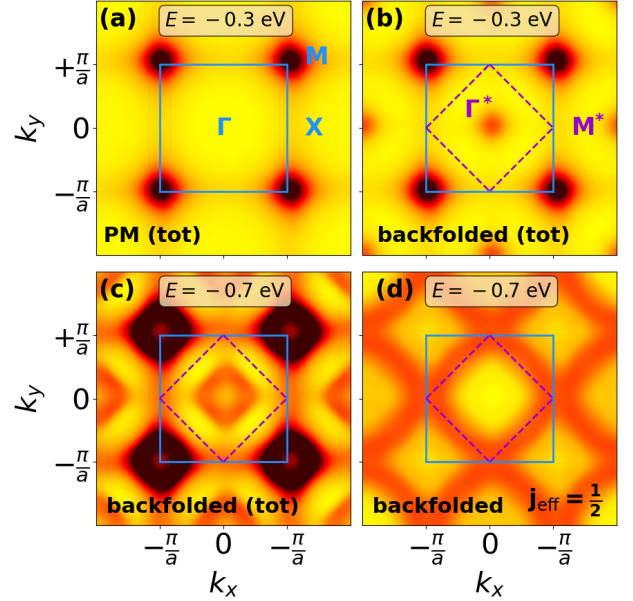 (a) E = −0.3 eV
M
Γ
X
PM (tot)
+π/a
0
−π/a
k_y
(b) E = −0.3 eV
Γ*
M*
backfolded (tot)
(c) E = −0.7 eV
backfolded (tot)
+π/a
0
−π/a
k_y
−π/a 0 −π/a
k_x
(d) E = −0.7 eV
backfolded j_eff = 1/2
−π/a 0 −π/a
k_x